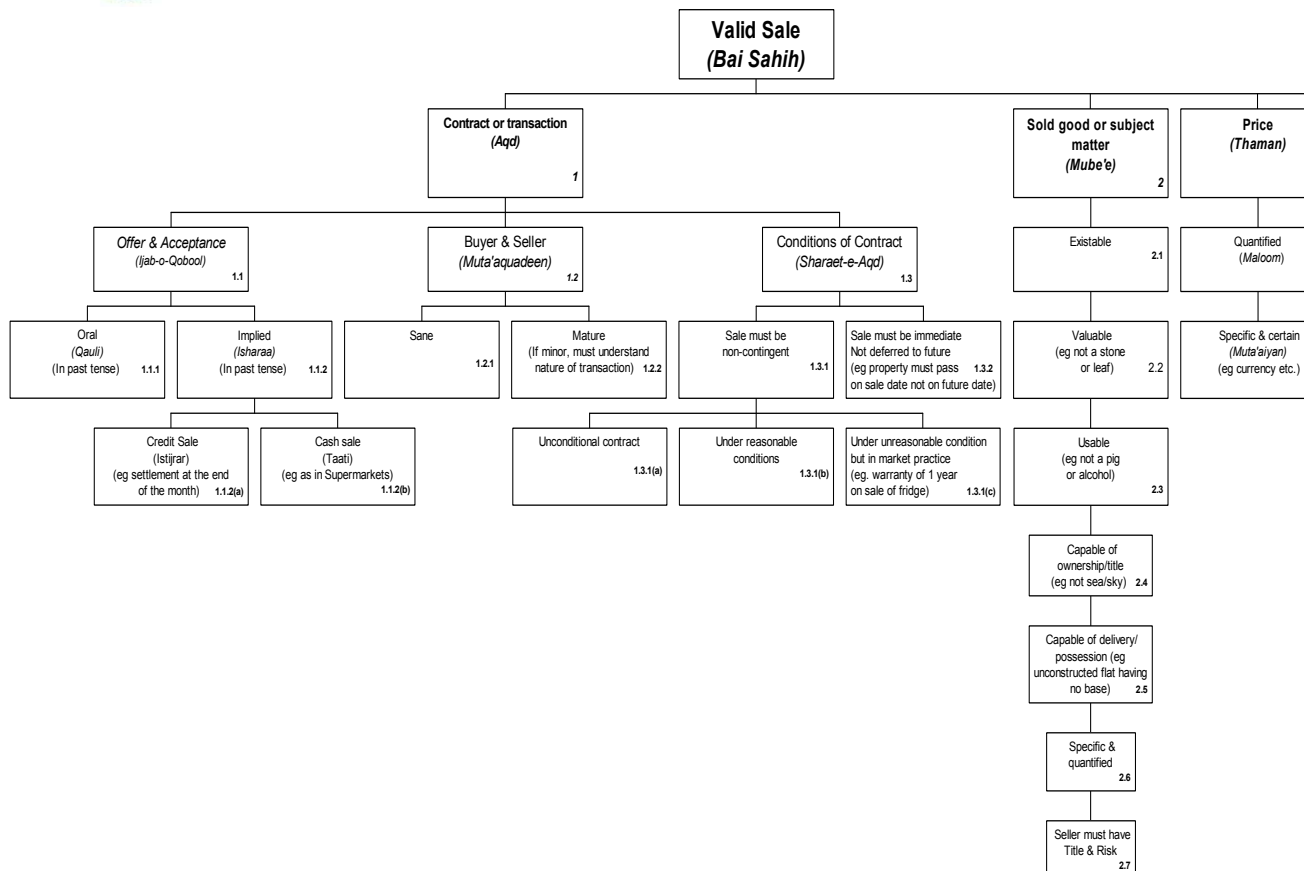 Valid Sale
(Bai Sahih)
Contract or transaction
(Aqd)
1
Sold good or subject
matter
(Mube'e)
2
Price
(Thaman)
Offer & Acceptance
(Ijab-o-Qobool)
1.1
Buyer & Seller
(Muta'aquadeen)
1.2
Conditions of Contract
(Sharaet-e-Aqd)
1.3
Existable
2.1
Quantified
(Maloom)
Oral
(Qauli)
(In past tense) 1.1.1
Implied
(Isharaa)
(In past tense) 1.1.2
Sane
1.2.1
Mature
(If minor, must understand
nature of transaction) 1.2.2
Sale must be
non-contingent
1.3.1
Sale must be immediate
Not deferred to future
(eg property must pass 1.3.2
on sale date not on future date)
Valuable
(eg not a stone 2.2
or leaf)
Specific & certain
(Muta'aiyan)
(eg currency etc.)
Credit Sale
(Istijrar)
(eg settlement at the end
of the month) 1.1.2(a)
Cash sale
(Taati)
(eg as in Supermarkets)
1.1.2(b)
Unconditional contract
1.3.1(a)
Under reasonable
conditions
1.3.1(b)
Under unreasonable condition
but in market practice
(eg. warranty of 1 year
on sale of fridge) 1.3.1(c)
Usable
(eg not a pig
or alcohol)
2.3
Capable of
ownership/title
(eg not sea/sky) 2.4
Capable of delivery/
possession (eg
unconstructed flat having
no base) 2.5
Specific &
quantified
2.6
Seller must have
Title & Risk
2.7